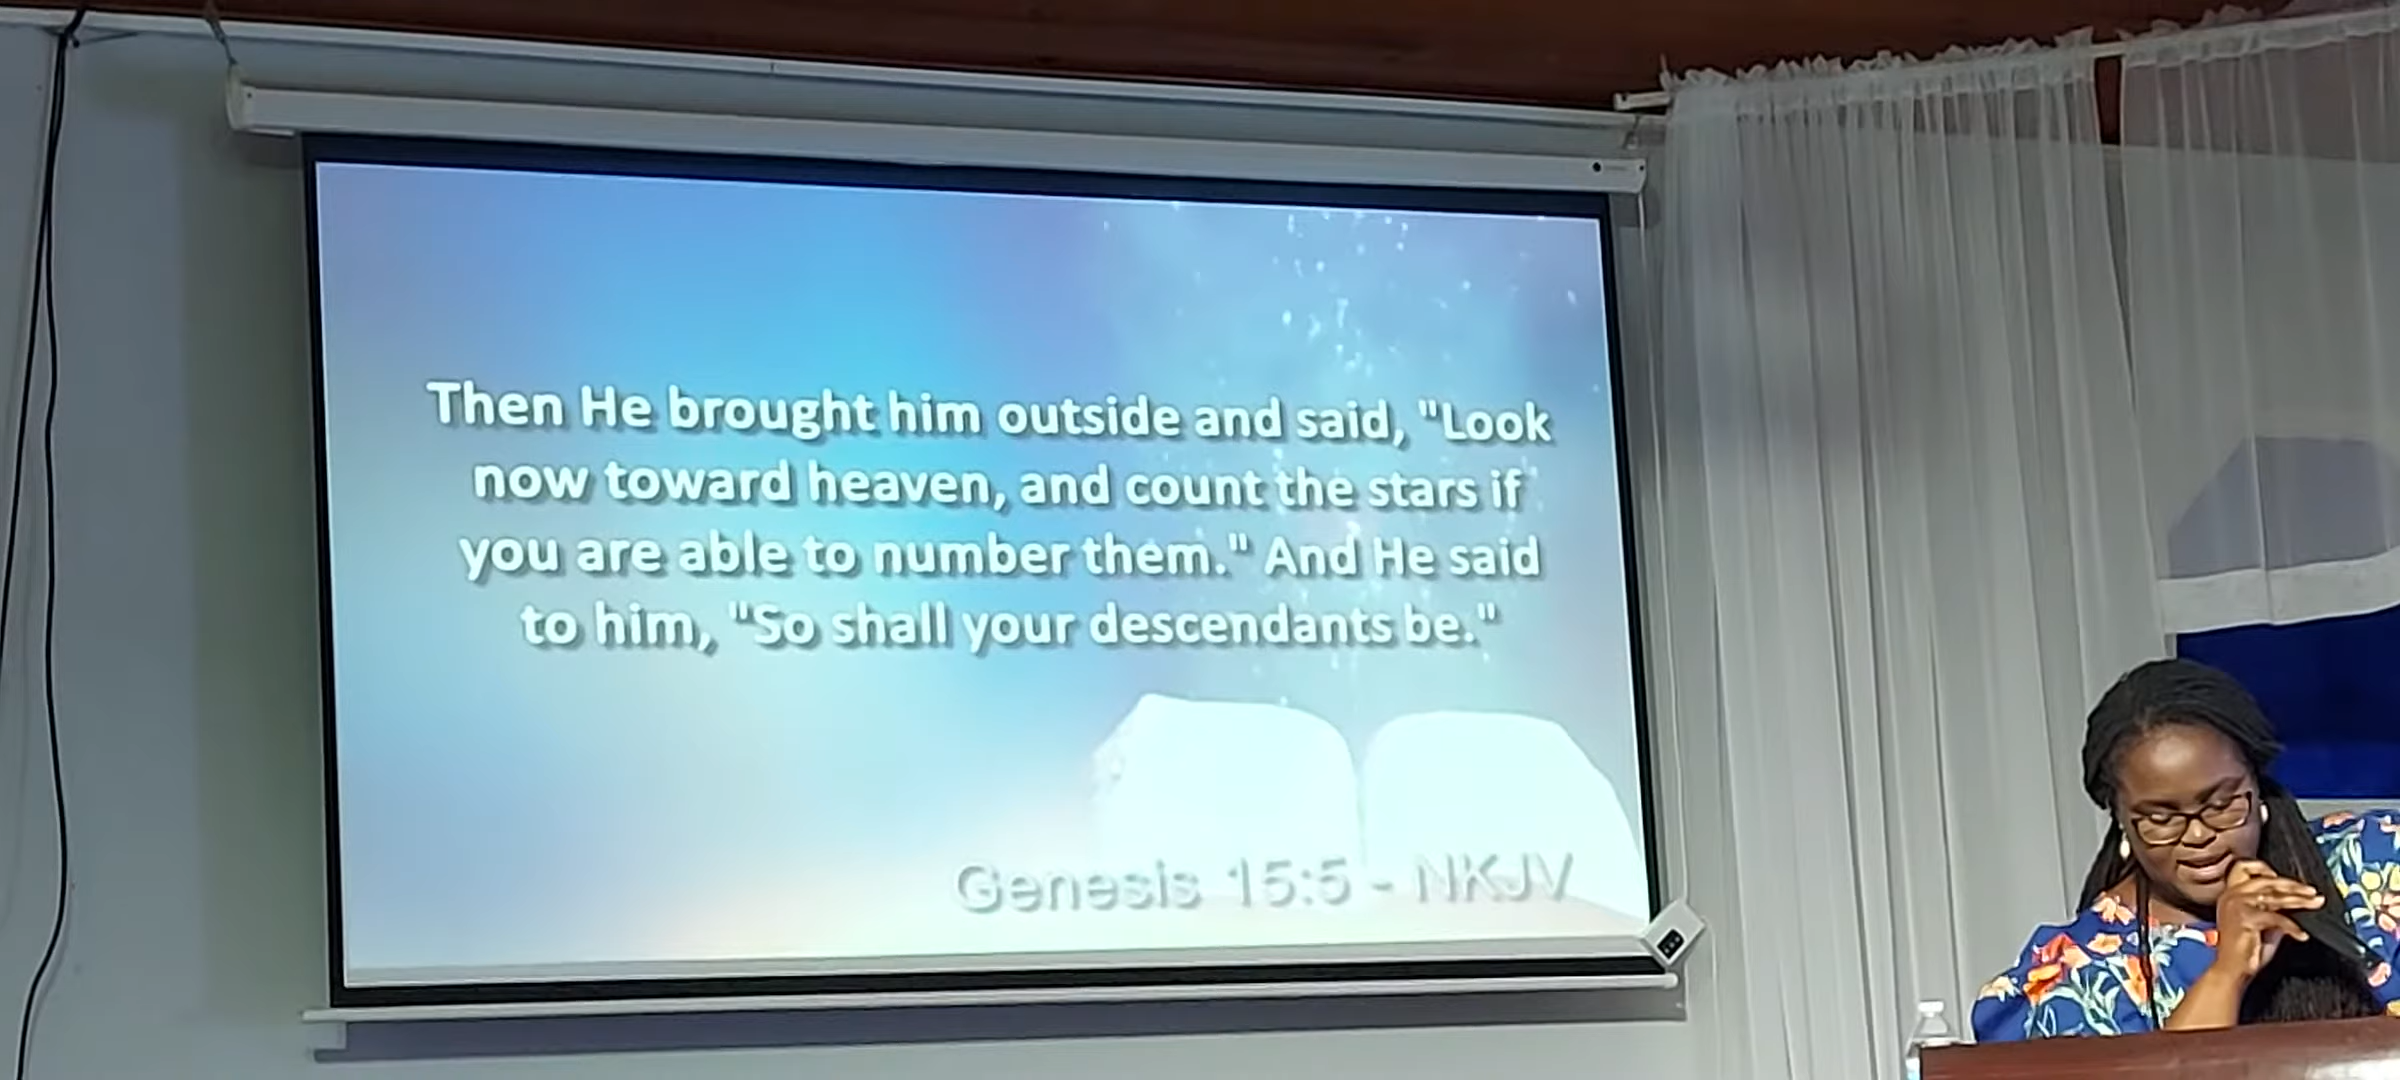 Then He brought him outside and said, "Look
now toward heaven, and count the stars if
you are able to number them." And He said
to him, "So shall your descendants be."
Genesis 15:5 - NKJV